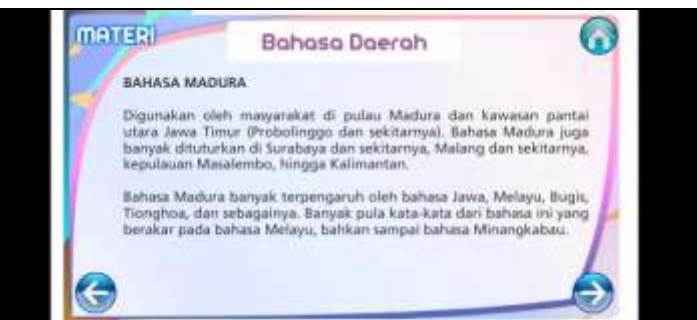 MATERI
Bahasa Daerah
BAHASA MADURA
Digunakan oleh masyarakat di pulau Madura dan kawasan pantai
utara Jawa Timur (Probolinggo dan sekitarnya). Bahasa Madura juga
banyak dituturkan di Surabaya dan sekitarnya, Malang dan sekitarnya,
kepulauan Masalembo, hingga Kalimantan.
Bahasa Madura banyak terpengaruh oleh bahasa Jawa, Melayu, Bugis,
Tionghoa, dan sebagainya. Banyak pula kata-kata dari bahasa ini yang
berakar pada bahasa Melayu, bahkan sampai bahasa Minangkabau.